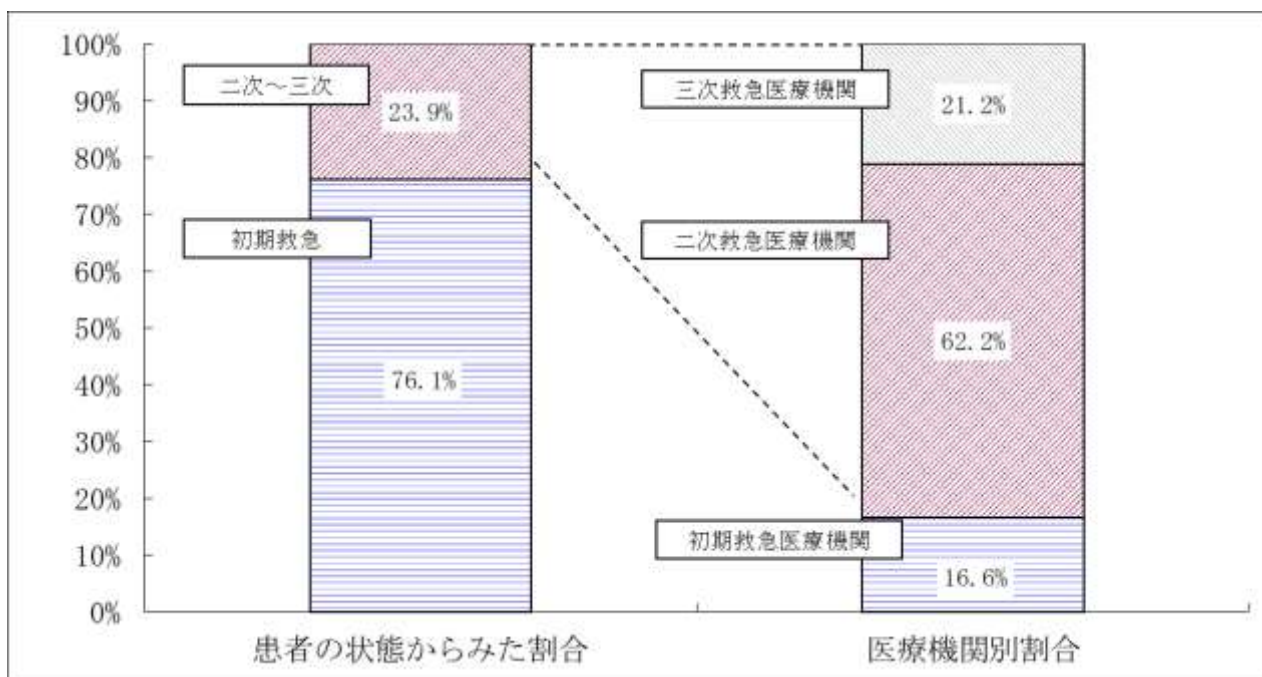 100%
90%
80%
70%
60%
50%
40%
30%
20%
10%
0%
二次～三次
23.9%
初期救急
76.1%
三次救急医療機関
21.2%
二次救急医療機関
62.2%
初期救急医療機関
16.6%
患者の状態からみた割合
医療機関別割合